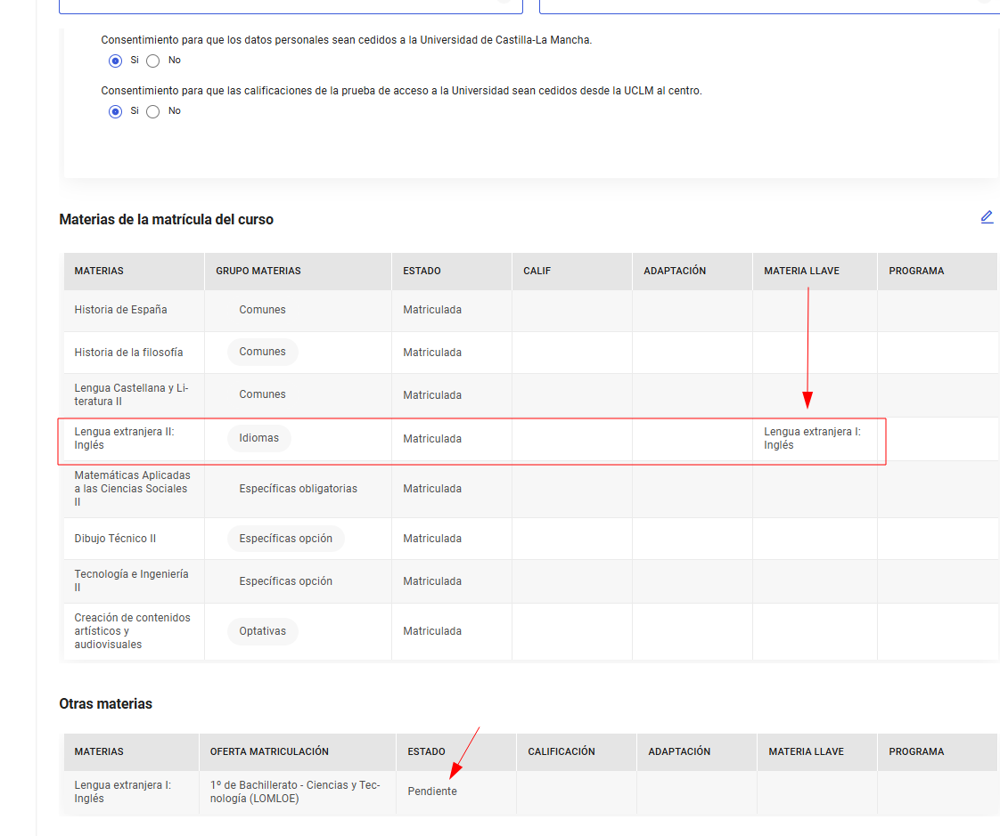 Consentimiento para que los datos personales sean cedidos a la Universidad de Castilla-La Mancha.
Si No
Consentimiento para que las calificaciones de la prueba de acceso a la Universidad sean cedidos desde la UCLM al centro.
Si No
Materias de la matrícula del curso
MATERIAS GRUPO MATERIAS ESTADO CALIF ADAPTACIÓN MATERIA LLAVE PROGRAMA
Historia de España Comunes Matriculada
Historia de la filosofía Comunes Matriculada
Lengua Castellana y Li-
teratura II Comunes Matriculada
Lengua extranjera II: Idiomas Matriculada Lengua extranjera I:
Inglés Inglés
Matemáticas Aplicadas
a las Ciencias Sociales Específicas obligatorias Matriculada
II
Dibujo Técnico II Específicas opción Matriculada
Tecnología e Ingeniería Específicas opción Matriculada
II
Creación de contenidos
artísticos y Optativas Matriculada
audiovisuales
Otras materias
MATERIAS OFERTA MATRICULACIÓN ESTADO CALIFICACIÓN ADAPTACIÓN MATERIA LLAVE PROGRAMA
Lengua extranjera I: 1º de Bachillerato - Ciencias y Tec- Pendiente
Inglés nología (LOMLOE)